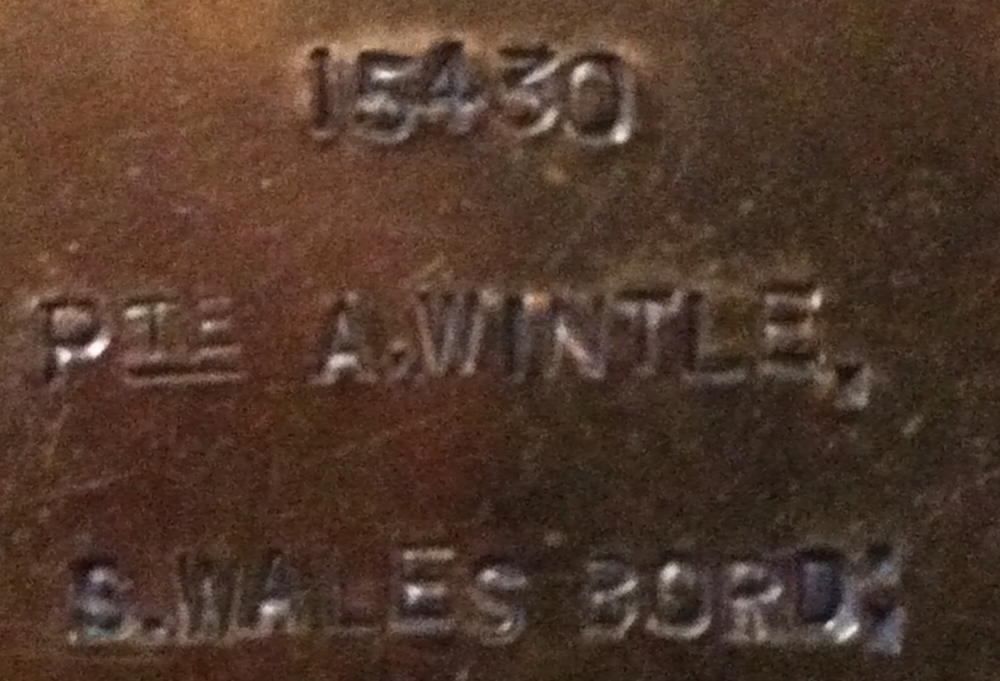 15430
PTE A.WINTLE,
S.WALES BORD: